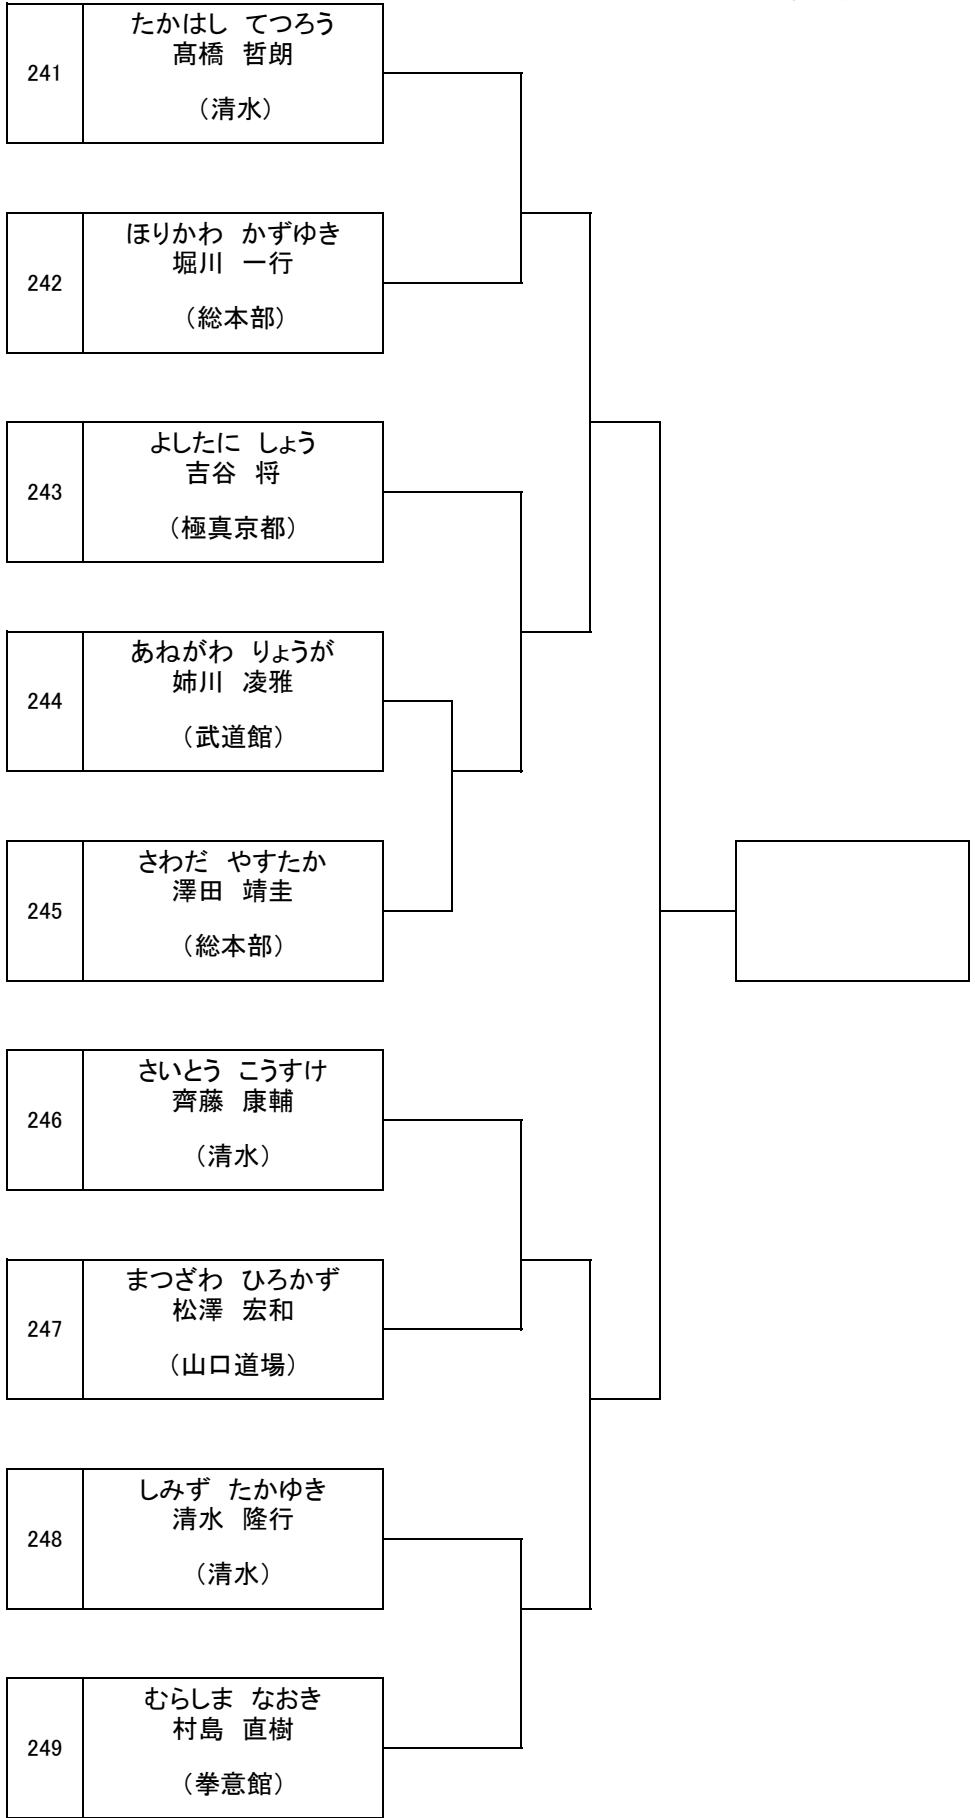 241
たかはし てつろう
髙橋 哲朗
（清水）
242
ほりかわ かずゆき
堀川 一行
（総本部）
243
よしたに しょう
吉谷 将
（極真京都）
244
あねがわ りょうが
姉川 凌雅
（武道館）
245
さわだ やすたか
澤田 靖圭
（総本部）
246
さいとう こうすけ
齊藤 康輔
（清水）
247
まつざわ ひろかず
松澤 宏和
（山口道場）
248
しみず たかゆき
清水 隆行
（清水）
249
むらしま なおき
村島 直樹
（拳意館）